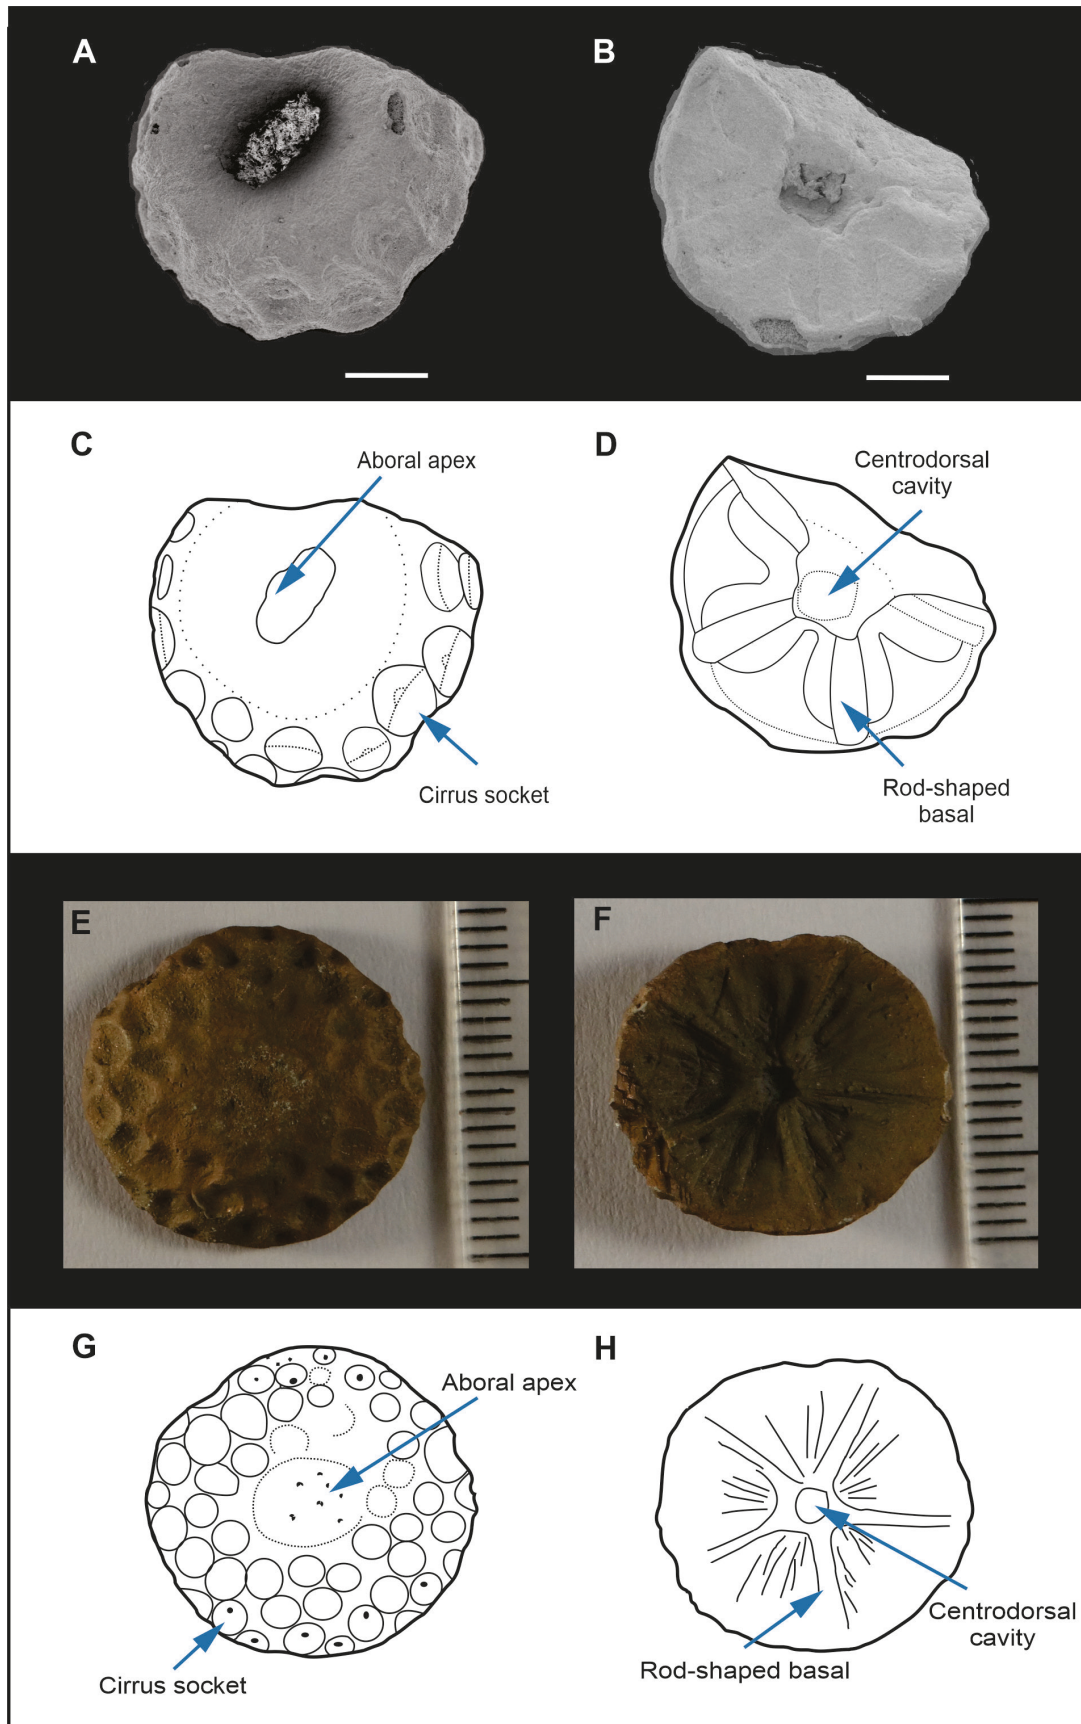 A
B
C
Aboral apex
Cirrus socket
D
Centrodorsal
cavity
Rod-shaped
basal
E
F
G
Aboral apex
Cirrus socket
H
Centrodorsal
cavity
Rod-shaped basal